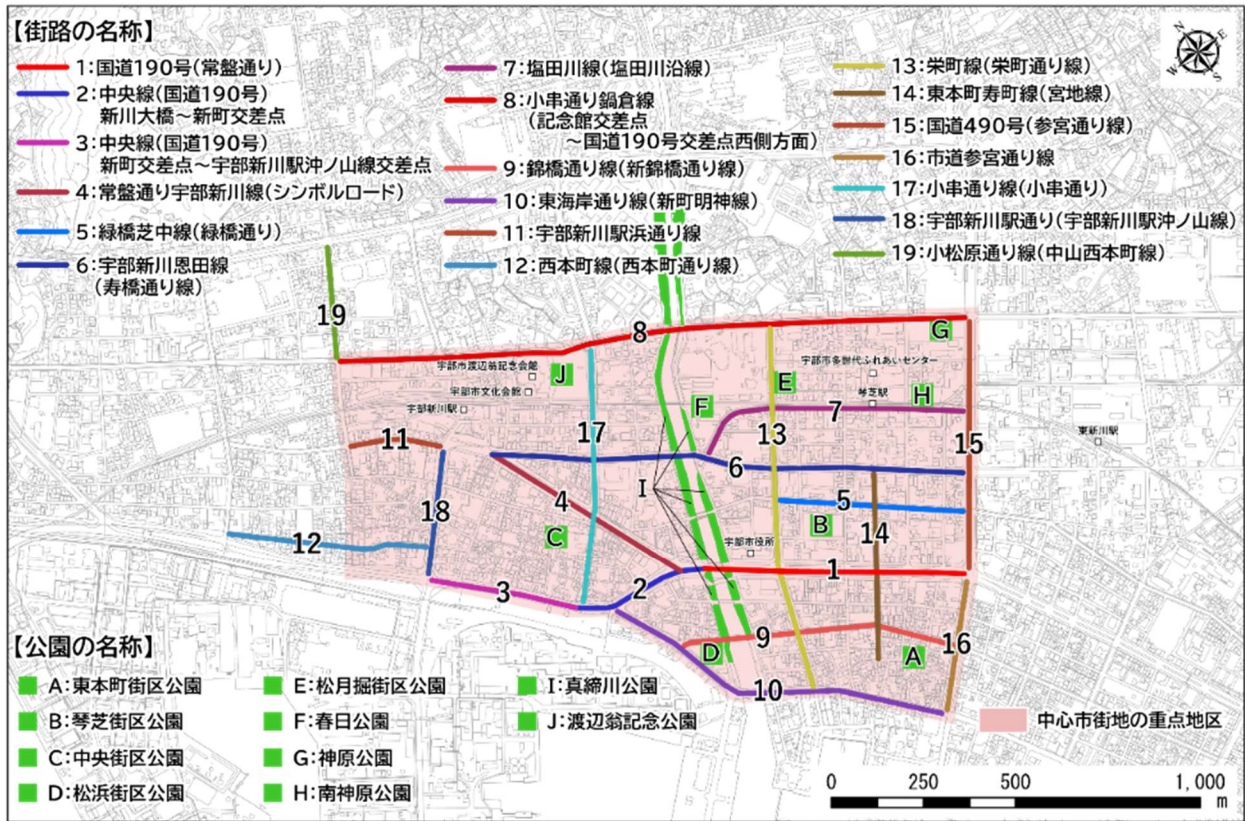 【街路の名称】
1:国道190号(常盤通り)
2:中央線(国道190号)
新川大橋～新町交差点
3:中央線(国道190号)
新町交差点～宇部新川駅沖ノ山線交差点
4:常盤通り宇部新川線(シンボルロード)
5:緑橋芝中線(緑橋通り)
6:宇部新川恩田線
(寿橋通り線)
7:塩田川線(塩田川沿線)
8:小串通り鍋倉線
(記念館交差点
～国道190号交差点西側方面)
9:錦橋通り線(新錦橋通り線)
10:東海岸通り線(新町明神線)
11:宇部新川駅浜通り線
12:西本町線(西本町通り線)
13:栄町線(栄町通り線)
14:東本町寿町線(宮地線)
15:国道490号(参宮通り線)
16:市道参宮通り線
17:小串通り線(小串通り)
18:宇部新川駅通り(宇部新川駅沖ノ山線)
19:小松原通り線(中山西本町線)
N
E
S
W
19
8
G
宇部市渡辺翁記念会館
J
宇部市多世代ふれあいセンター
宇部市文化会館
E
琴芝駅
H
宇部新川駅
F
7
11
17
13
15
東新川駅
6
I
4
5
18
C
B
14
12
宇部市役所
1
2
3
9
16
D
A
10
【公園の名称】
A:東本町街区公園
B:琴芝街区公園
C:中央街区公園
D:松浜街区公園
E:松月掘街区公園
F:春日公園
G:神原公園
H:南神原公園
I:真締川公園
J:渡辺翁記念公園
中心市街地の重点地区
0 250 500 1,000
m